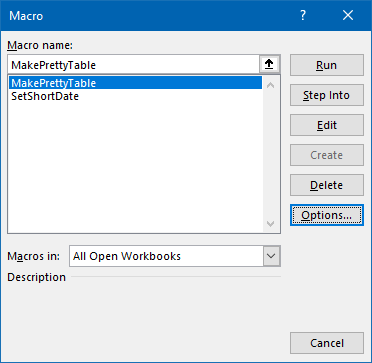 Macro
?
Macro name:
MakePrettyTable
MakePrettyTable
SetShortDate
Run
Step Into
Edit
Create
Delete
Options...
Macros in:
All Open Workbooks
Description
Cancel